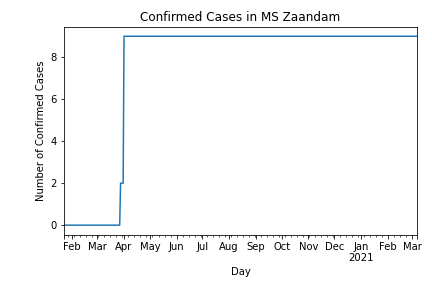 Confirmed Cases in MS Zaandam
Number of Confirmed Cases
8
6
4
2
0
Feb Mar Apr May Jun Jul Aug Sep Oct Nov Dec Jan Feb Mar
2021
Day